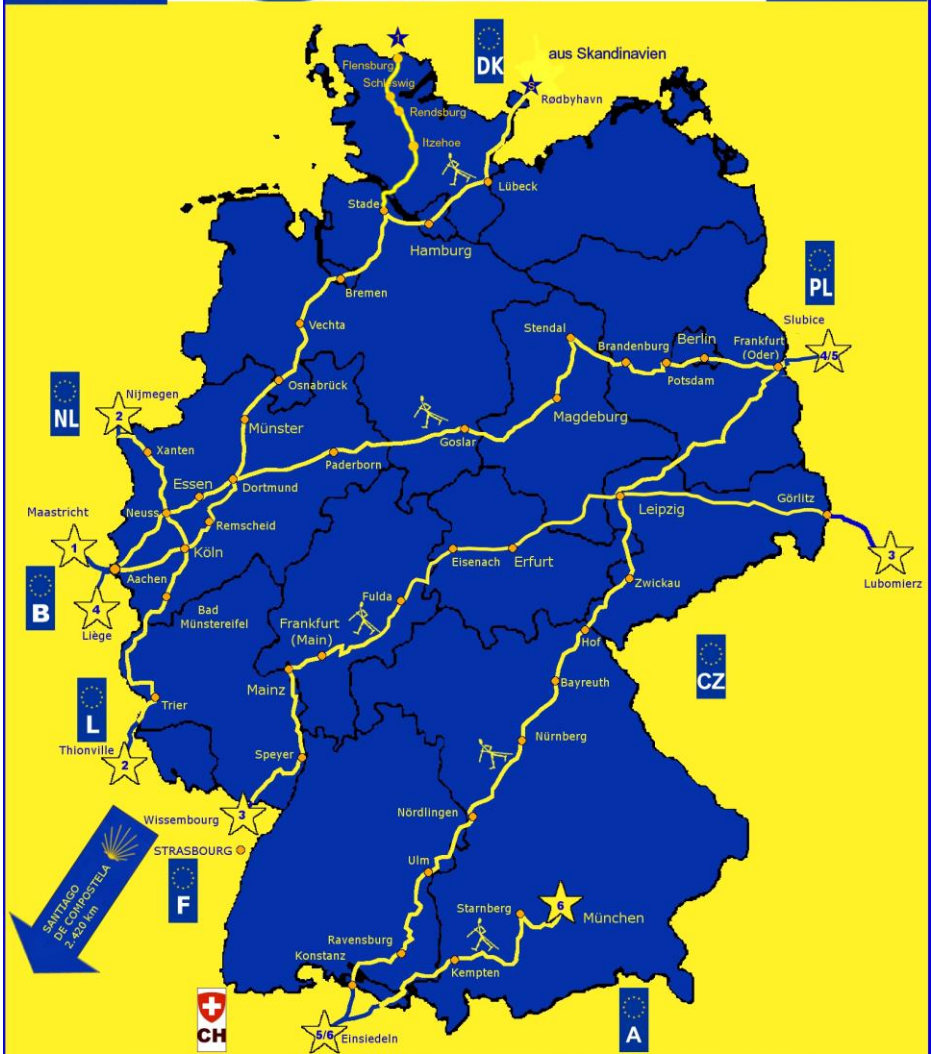 1
DK
aus Skandinavien
Flensburg
Schleswig
S
Rødbyhavn
Rendsburg
Itzehoe
Lübeck
Stade
Hamburg
Bremen
PL
Vechta
Slubice
Stendal
Brandenburg
Berlin
Frankfurt
(Oder)
4/5
Potsdam
Osnabrück
NL
Nijmegen
2
Magdeburg
Münster
Goslar
Xanten
Paderborn
Essen
Dortmund
Görlitz
Leipzig
Maastricht
Neuss
Remscheid
1
Köln
Eisenach
Erfurt
3
Lubomierz
Aachen
Zwickau
B
4
Liège
Bad
Münstereifel
Fulda
Frankfurt
(Main)
Hof
CZ
Mainz
Bayreuth
L
Trier
Nürnberg
Thionville
2
Speyer
Wissembourg
3
Nördlingen
STRASBOURG
Ulm
F
SANTIAGO
DE COMPOSTELA
2.420 km
6
Starnberg
München
Ravensburg
Konstanz
Kempten
CH
5/6
Einsiedeln
A